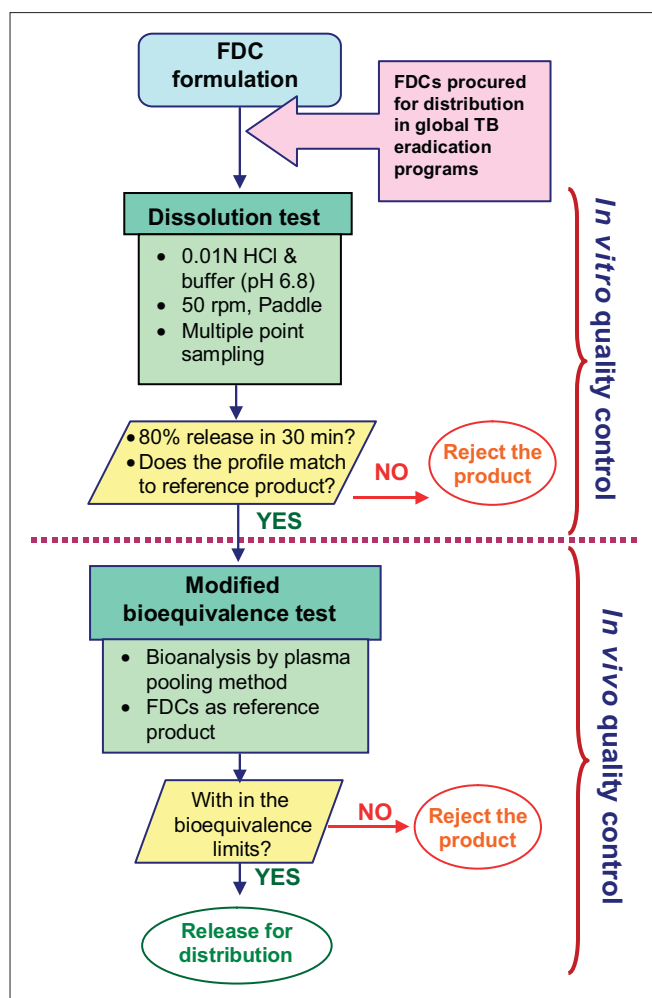 FDC
formulation
FDCs procured
for distribution
in global TB
eradication
programs
Dissolution test
• 0.01N HCl &
buffer (pH 6.8)
• 50 rpm, Paddle
• Multiple point
sampling
In vitro quality control
• 80% release in 30 min?
• Does the profile match
to reference product?
NO
Reject the
product
YES
Modified
bioequivalence test
• Bioanalysis by plasma
pooling method
• FDCs as reference
product
In vivo quality control
With in the
bioequivalence
limits?
NO
Reject the
product
YES
Release for
distribution